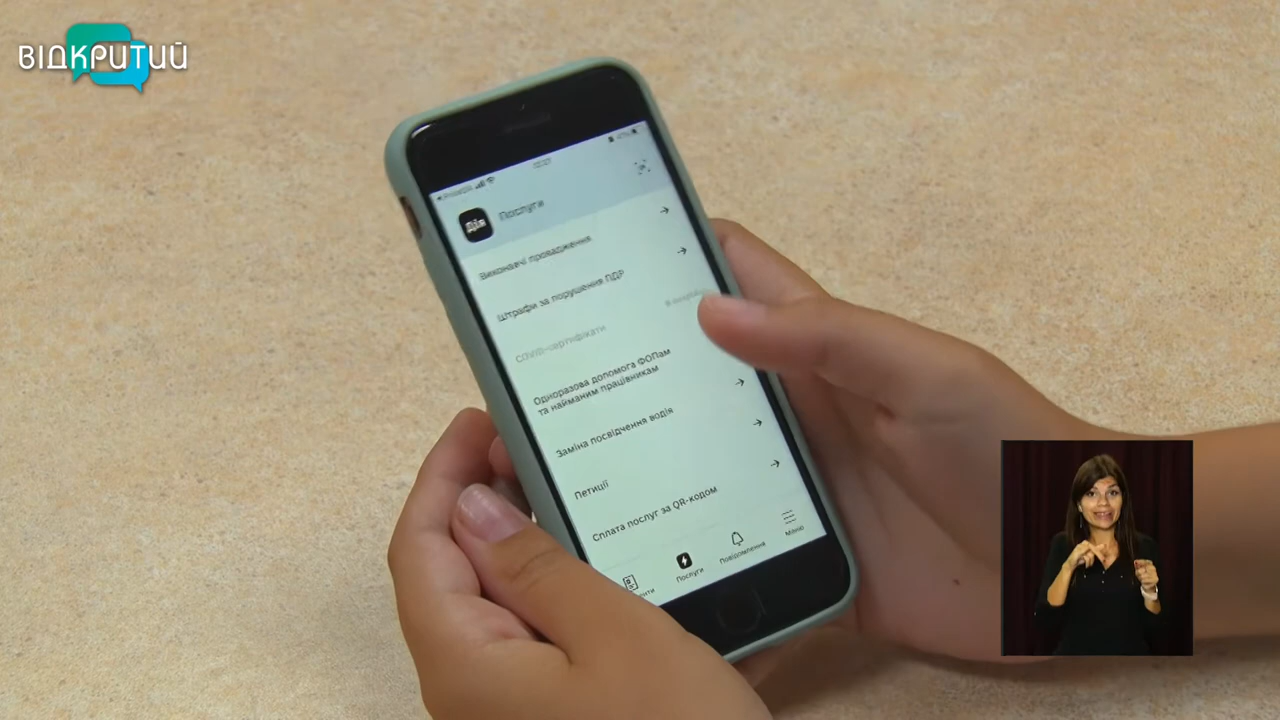 ВІДКРИТИЙ
Дія
Послуги
Виконавчі провадження
Штрафи за порушення ПДР
COVID-сертифікати
Одноразова допомога ФОПам
та найманим працівникам
Заміна посвідчення водія
Петиції
Сплата послуг за QR-кодом
Послуги
Повідомлення
Меню